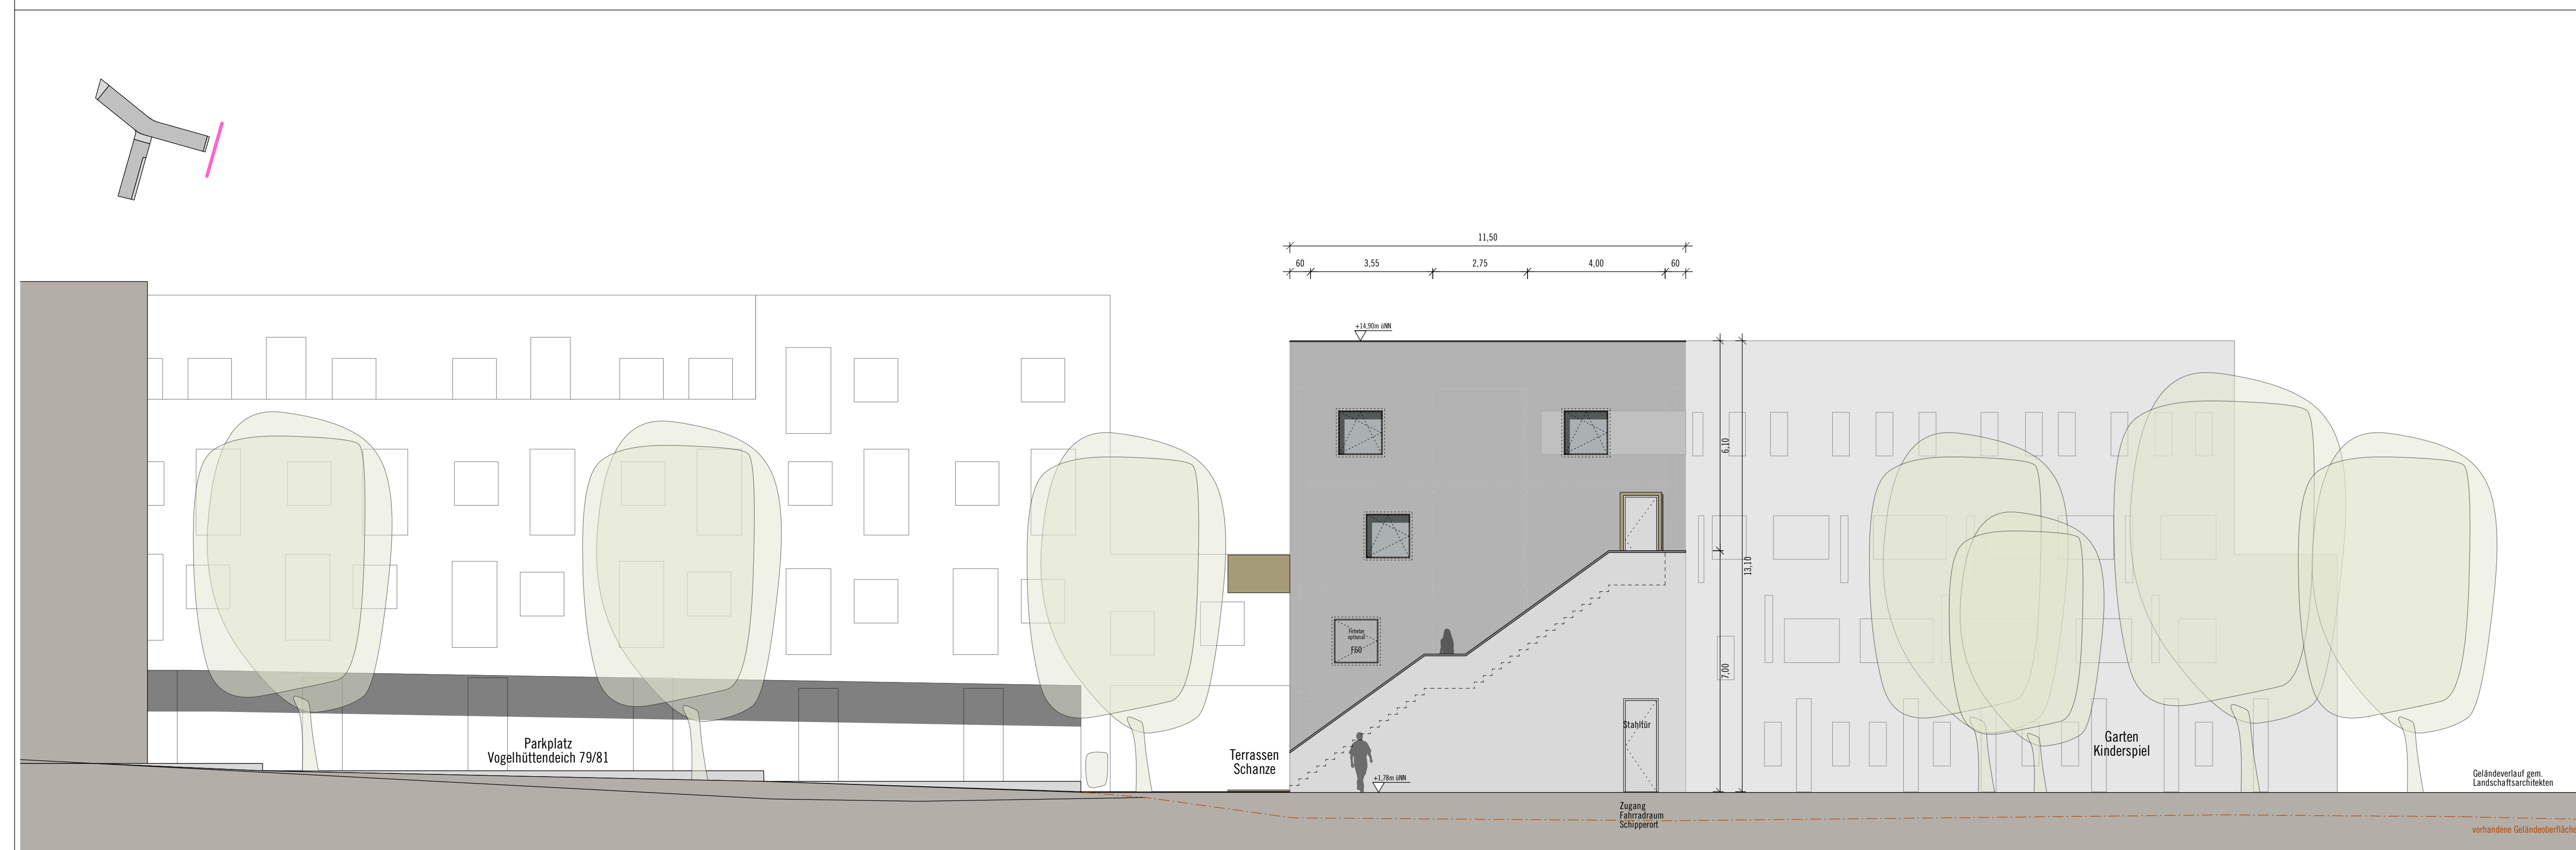 11,50
60
3,55
2,75
4,00
60
+14,90m üNN
6,10
13,10
7,00
Fenster
optional
F60
Stahltür
Parkplatz
Vogelhüttendeich 79/81
Terrassen
Schanze
+1,78m üNN
Garten
Kinderspiel
Geländeverlauf gem.
Landschaftsarchitekten
Zugang
Fahrradraum
Schipperort
vorhandene Geländeoberfläche